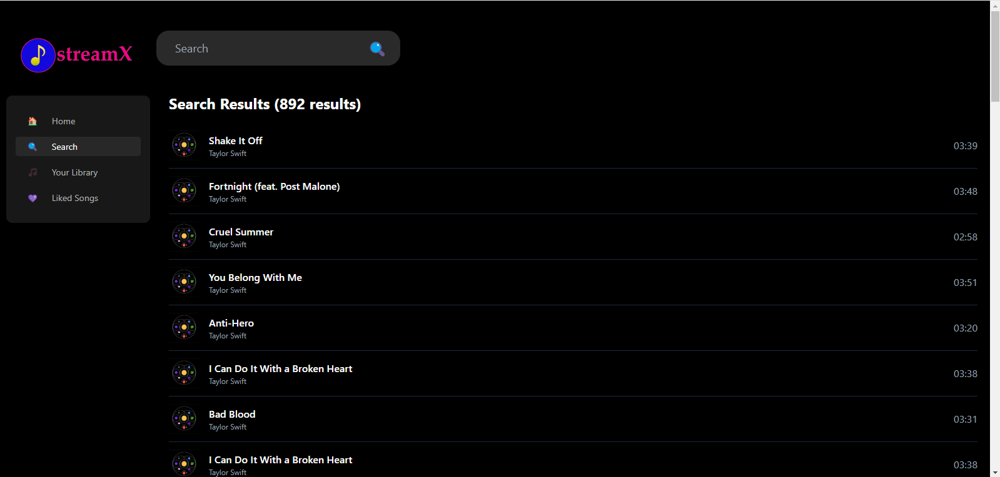 streamX
Search
Home
Search
Your Library
Liked Songs
Search Results (892 results)
Shake It Off
Taylor Swift
03:39
Fortnight (feat. Post Malone)
Taylor Swift
03:48
Cruel Summer
Taylor Swift
02:58
You Belong With Me
Taylor Swift
03:51
Anti-Hero
Taylor Swift
03:20
I Can Do It With a Broken Heart
Taylor Swift
03:38
Bad Blood
Taylor Swift
03:31
I Can Do It With a Broken Heart
Taylor Swift
03:38